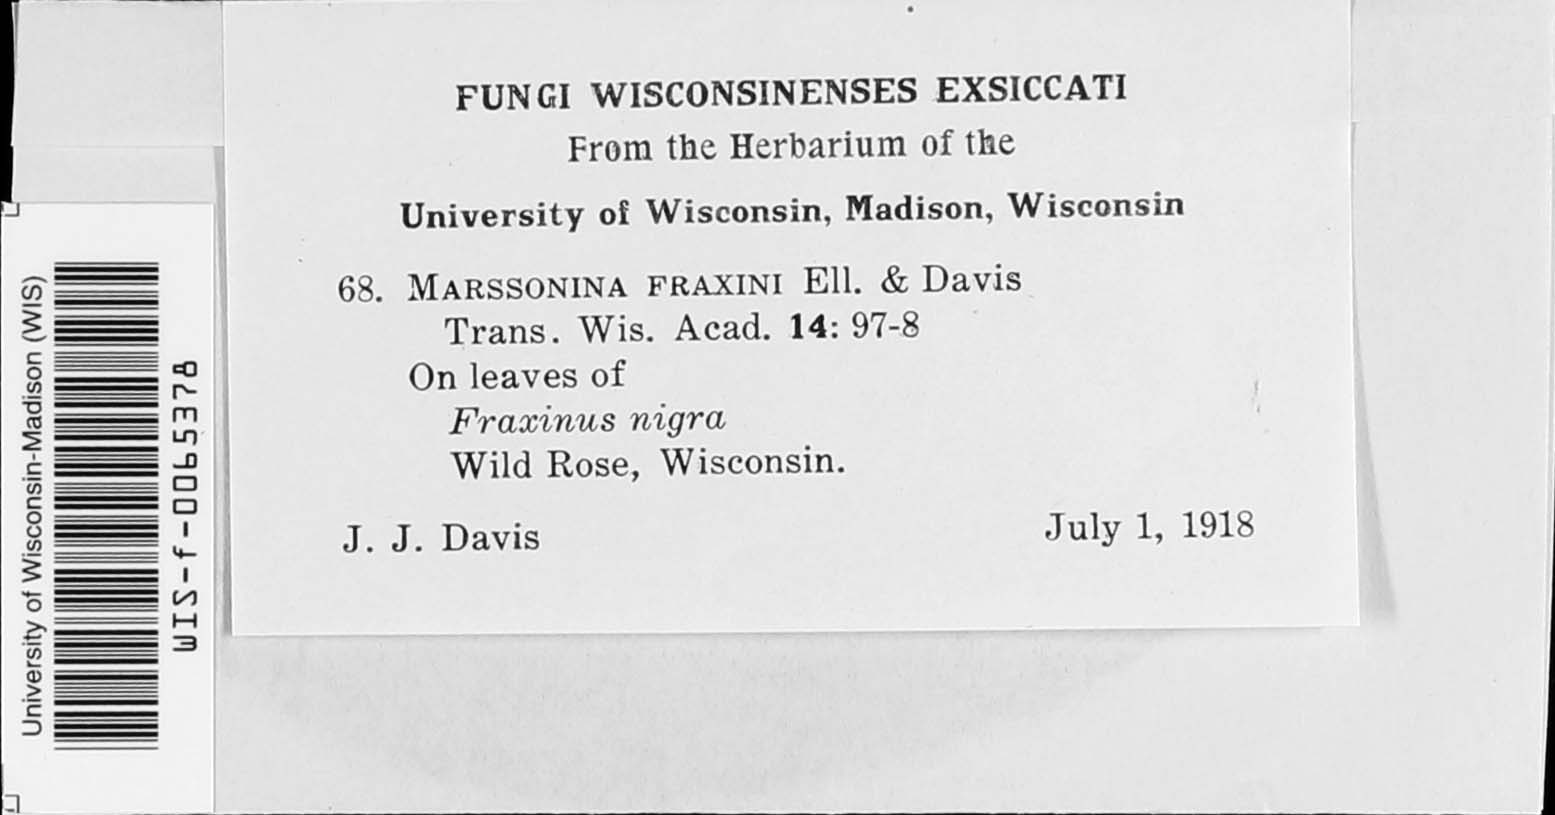 FUNGI WISCONSINENSES EXSICCATI
From the Herbarium of the
University of Wisconsin, Madison, Wisconsin
68. MARSSONINA FRAXINI Ell. & Davis
Trans. Wis. Acad. 14: 97-8
On leaves of
Fraxinus nigra
Wild Rose, Wisconsin.
J. J. Davis July 1, 1918
University of Wisconsin-Madison (WIS)
WIS-f-0065378